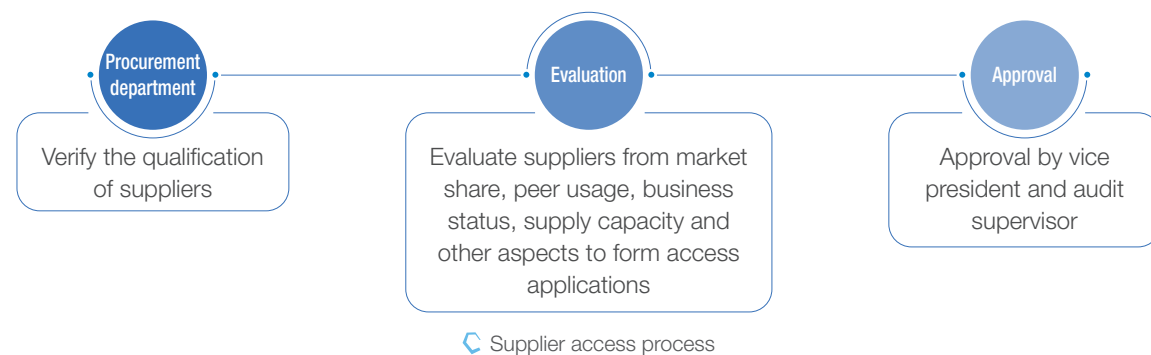 Procurement
department
Verify the qualification
of suppliers
Evaluation
Evaluate suppliers from market
share, peer usage, business
status, supply capacity and
other aspects to form access
applications
Approval
Approval by vice
president and audit
supervisor
Supplier access process